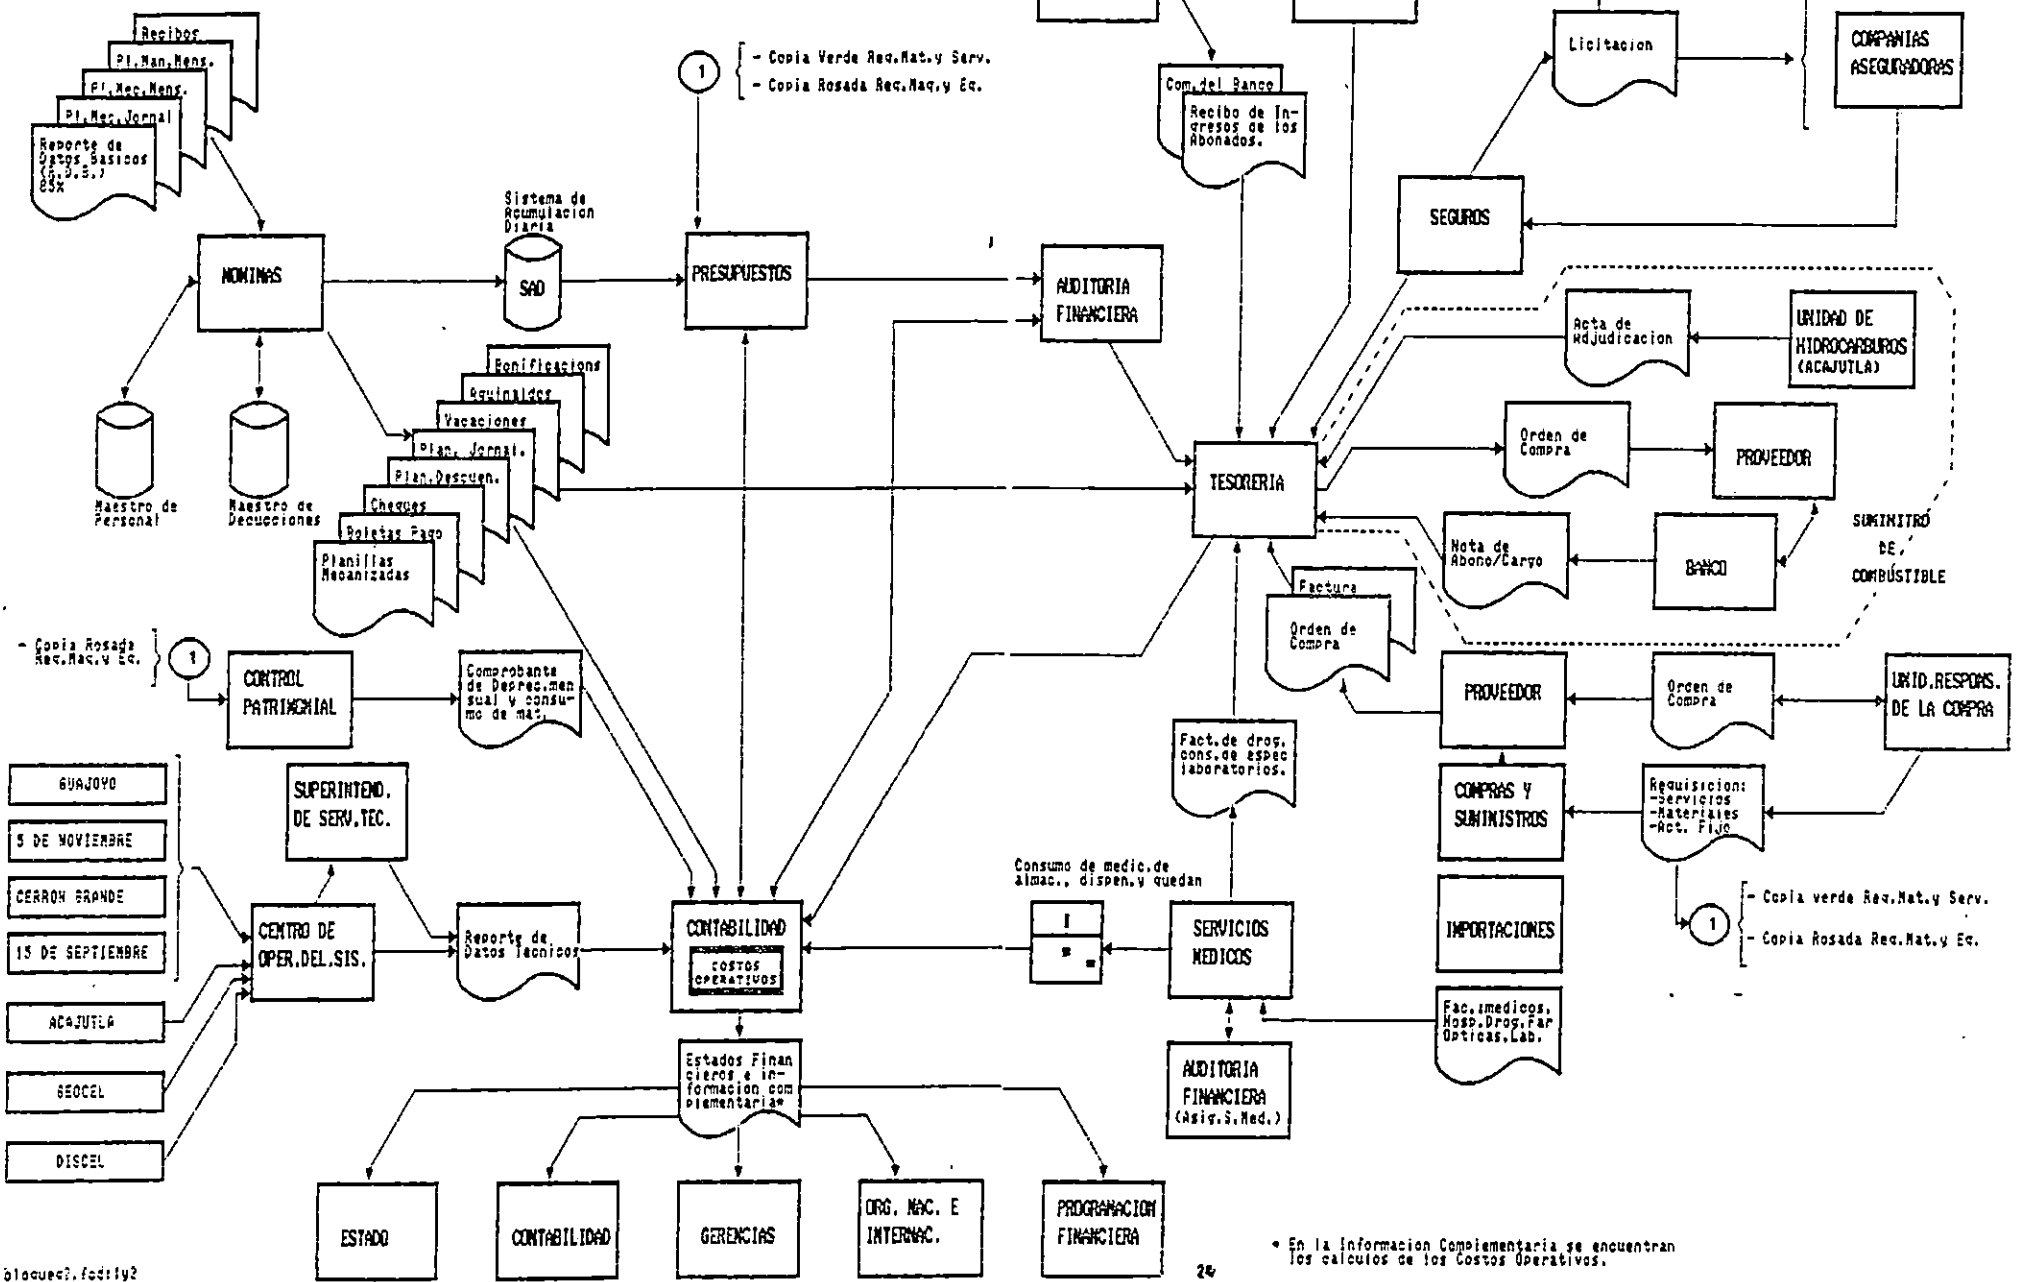 Recibos
Pl.Man.Mens.
Pl.Mec.Mens.
Pl.Mec.Jornal
Reporte de
Datos Basicos
(R.D.B.)
85x
1
- Copia Verde Req.Mat.y Serv.
- Copia Rosada Req.Maq.y Eq.
Com.del Banco
Recibo de In-
gresos de los
Abonados.
Licitacion
COMPANIAS
ASEGURADORAS
SEGUROS
NOMINAS
Sistema de
Acumulacion
Diaria
SAD
PRESUPUESTOS
AUDITORIA
FINANCIERA
Acta de
Adjudicacion
UNIDAD DE
HIDROCARBUROS
(ACAJUTLA)
Maestro de
Personal
Maestro de
Deducciones
Bonificacions
Aguinaldos
Vacaciones
Plan. Jornal.
Plan.Descuen.
Cheques
Boletas Pago
Planillas
Mecanizadas
TESORERIA
Orden de
Compra
PROVEEDOR
Nota de
Abono/Cargo
BANCO
SUMINITRO
DE
COMBUSTIBLE
Factura
Orden de
Compra
- Copia Rosada
Req.Maq.y Eq.
1
CONTROL
PATRIMONIAL
Comprobante
de Deprec.men
sual y consu-
mo de mat.
PROVEEDOR
Orden de
Compra
UNID.RESPONS.
DE LA COMPRA
Fact.de drog.
cons.de espec
laboratorios.
GUAJOYO
5 DE NOVIEMBRE
CERRON GRANDE
15 DE SEPTIEMBRE
ACAJUTLA
GEOCEL
DISCEL
SUPERINTEND.
DE SERV.TEC.
CENTRO DE
OPER.DEL.SIS.
Reporte de
Datos Tecnicos
CONTABILIDAD
COSTOS
OPERATIVOS
Consumo de medic.de
almac., dispen.y quedan
SERVICIOS
MEDICOS
COMPRAS Y
SUMINISTROS
Requisicion:
-Servicios
-Materiales
-Act. Fijo
IMPORTACIONES
1
- Copia verde Req.Mat.y Serv.
- Copia Rosada Req.Mat.y Eq.
Fac.:medicos.
Hosp.Drog.Far
Opticas.Lab.
AUDITORIA
FINANCIERA
(Asig.S.Med.)
Estados Finan
cieros e in-
formacion com
plementaria*
ESTADO
CONTABILIDAD
GERENCIAS
ORG. NAC. E
INTERNAC.
PROGRAMACION
FINANCIERA
* En la Informacion Complementaria se encuentran
los calculos de los Costos Operativos.